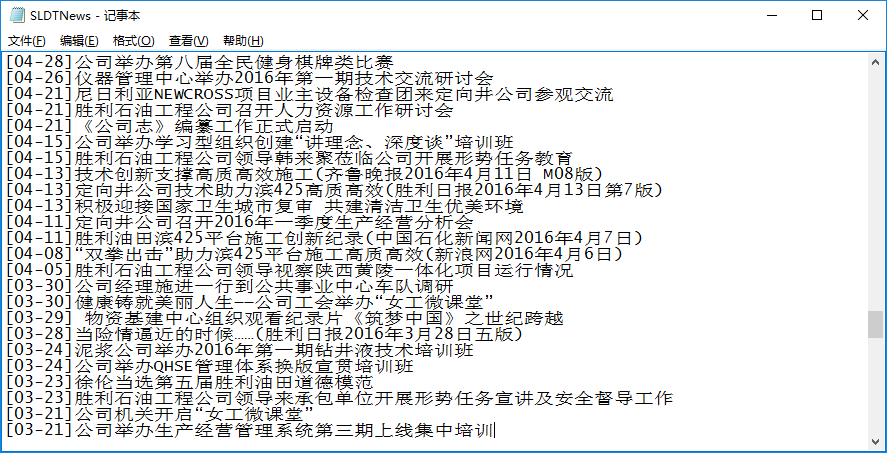 SLDTNews - 记事本
文件(F) 编辑(E) 格式(O) 查看(V) 帮助(H)
[04-28]公司举办第八届全民健身棋牌类比赛
[04-26]仪器管理中心举办2016年第一期技术交流研讨会
[04-21]尼日利亚NEWCROSS项目业主设备检查团来定向井公司参观交流
[04-21]胜利石油工程公司召开人力资源工作研讨会
[04-21]《公司志》编纂工作正式启动
[04-15]公司举办学习型组织创建“讲理念、深度谈”培训班
[04-15]胜利石油工程公司领导韩来聚莅临公司开展形势任务教育
[04-13]技术创新支撑高质高效施工(齐鲁晚报2016年4月11日 M08版)
[04-13]定向井公司技术助力滨425高质高效(胜利日报2016年4月13日第7版)
[04-13]积极迎接国家卫生城市复审 共建清洁卫生优美环境
[04-11]定向井公司召开2016年一季度生产经营分析会
[04-11]胜利油田滨425平台施工创新纪录(中国石化新闻网2016年4月7日)
[04-08]“双拳出击”助力滨425平台施工高质高效(新浪网2016年4月6日)
[04-05]胜利石油工程公司领导视察陕西黄陵一体化项目运行情况
[03-30]公司经理施进一行到公共事业中心车队调研
[03-30]健康铸就美丽人生--公司工会举办“女工微课堂”
[03-29] 物资基建中心组织观看纪录片《筑梦中国》之世纪跨越
[03-28]当险情逼近的时候……(胜利日报2016年3月28日五版)
[03-24]泥浆公司举办2016年第一期钻井液技术培训班
[03-24]公司举办QHSE管理体系换版宣贯培训班
[03-23]徐伦当选第五届胜利油田道德模范
[03-23]胜利石油工程公司领导来承包单位开展形势任务宣讲及安全督导工作
[03-21]公司机关开启“女工微课堂”
[03-21]公司举办生产经营管理系统第三期上线集中培训